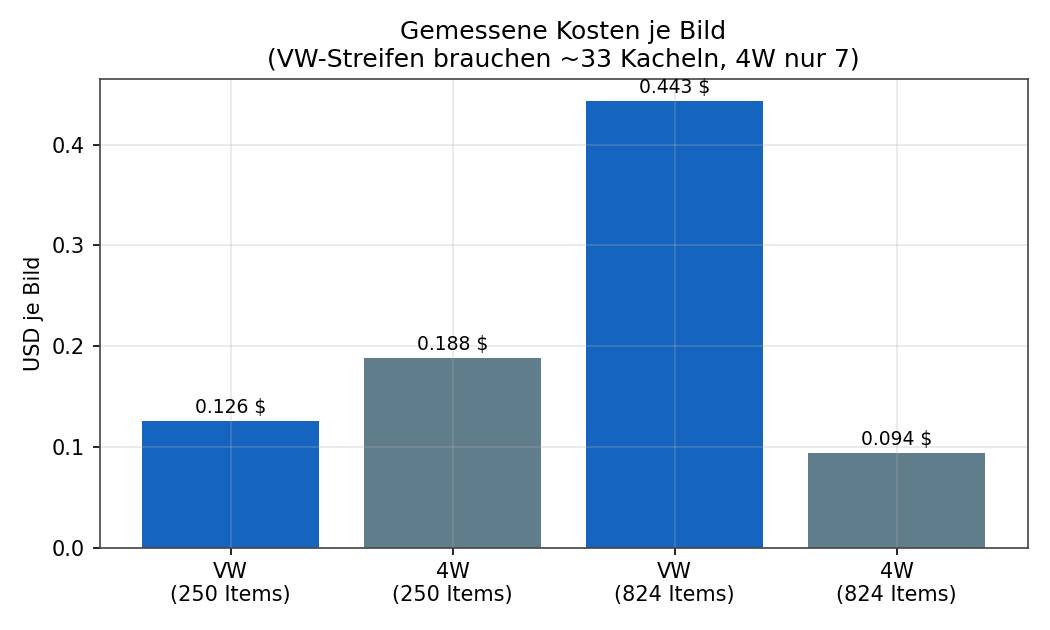 Gemessene Kosten je Bild
(VW-Streifen brauchen ~33 Kacheln, 4W nur 7)
USD je Bild
0.4
0.3
0.2
0.1
0.0
0.126 $
0.188 $
0.443 $
0.094 $
VW
(250 Items)
4W
(250 Items)
VW
(824 Items)
4W
(824 Items)